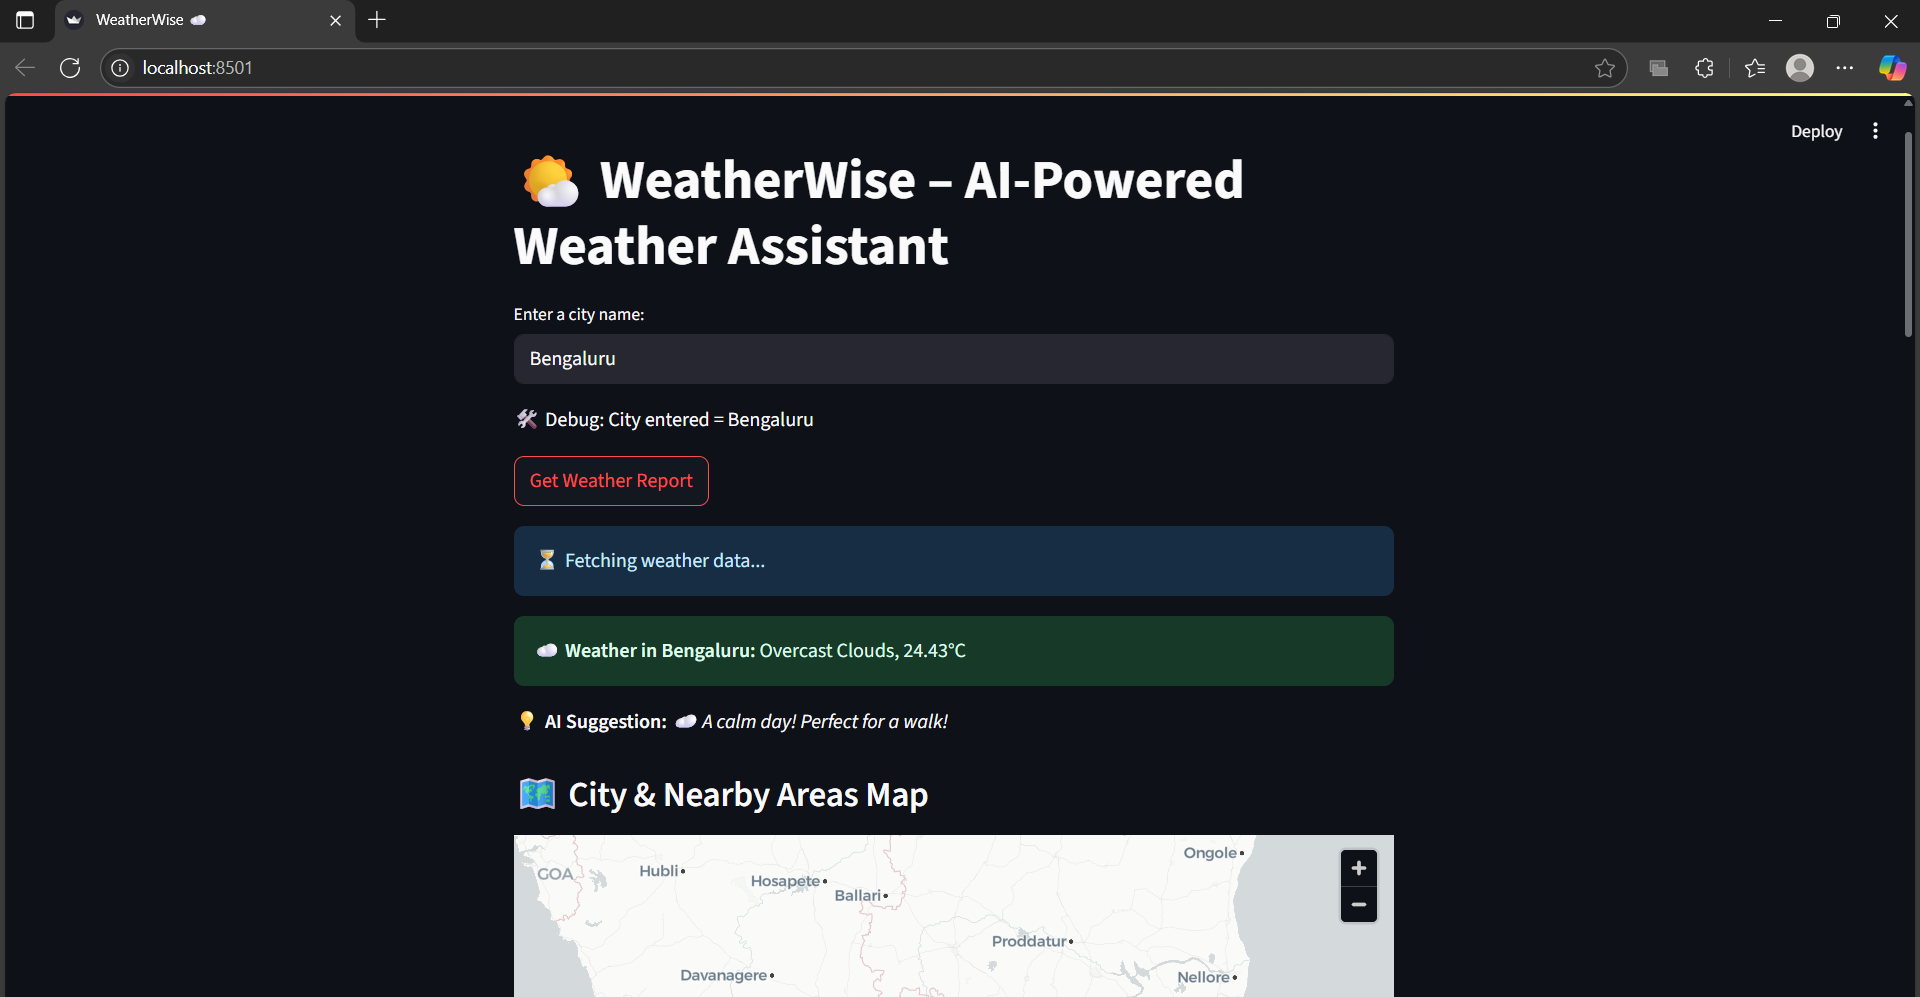 WeatherWise ☁️
localhost:8501
Deploy
🌤️ WeatherWise – AI-Powered
Weather Assistant
Enter a city name:
Bengaluru
🛠️ Debug: City entered = Bengaluru
Get Weather Report
⏳ Fetching weather data...
☁️ Weather in Bengaluru: Overcast Clouds, 24.43°C
💡 AI Suggestion: ☁️ A calm day! Perfect for a walk!
🗺️ City & Nearby Areas Map
Ongole
GOA
Hubli
Hosapete
Ballari
Proddatur
Davanagere
Nellore